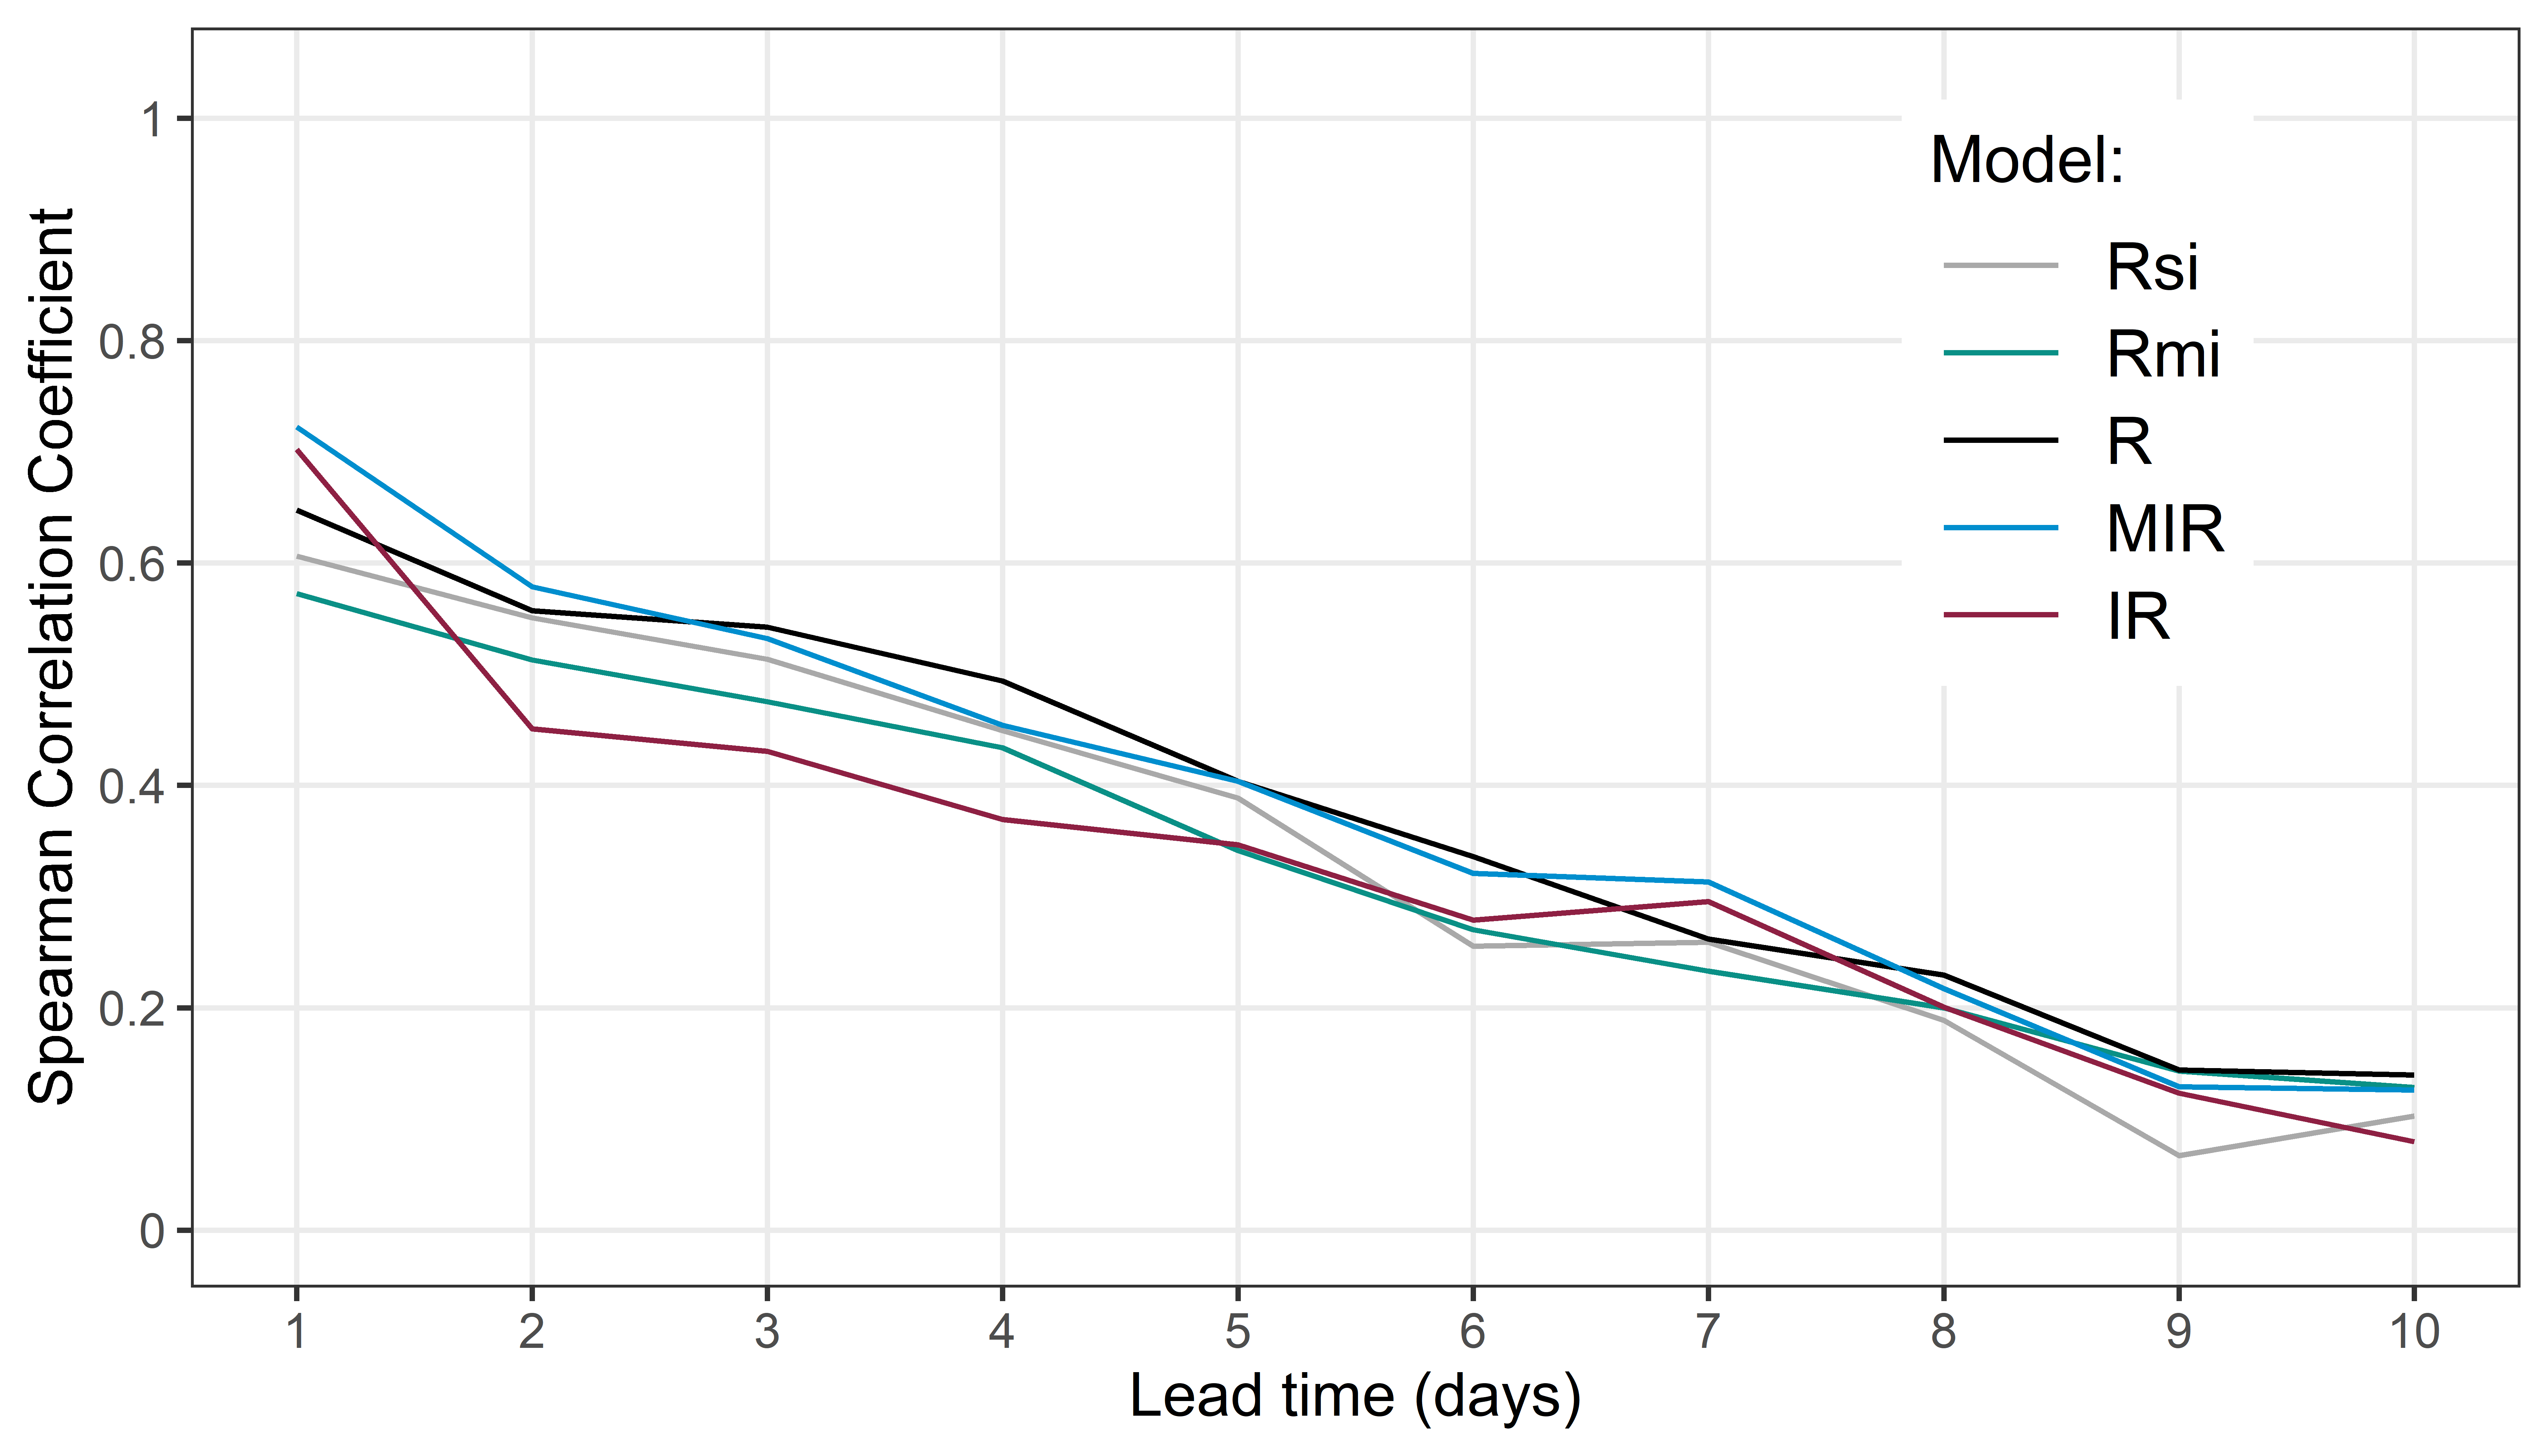 Spearman Correlation Coefficient
1
0.8
0.6
0.4
0.2
0
Model:
Rsi
Rmi
R
MIR
IR
1 2 3 4 5 6 7 8 9 10
Lead time (days)